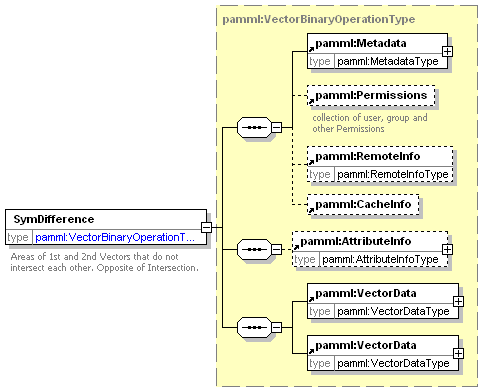 pamml:VectorBinaryOperationType
pamml:Metadata
type pamml:MetadataType
pamml:Permissions
collection of user, group and
other Permissions
pamml:RemoteInfo
type pamml:RemoteInfoType
pamml:CacheInfo
SymDifference
type pamml:VectorBinaryOperationT...
Areas of 1st and 2nd Vectors that do not
intersect each other. Opposite of Intersection.
pamml:AttributeInfo
type pamml:AttributeInfoType
pamml:VectorData
type pamml:VectorDataType
pamml:VectorData
type pamml:VectorDataType